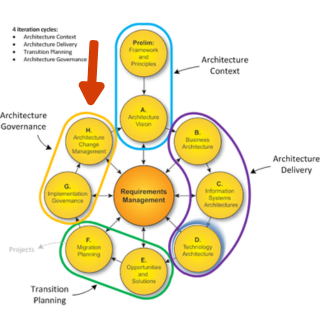 4 iteration cycles:
• Architecture Context
• Architecture Delivery
• Transition Planning
• Architecture Governance
Prelim:
Framework
and
Principles
Architecture
Context
A.
Architecture
Vision
Architecture
Governance
H.
Architecture
Change
Management
B.
Business
Architecture
Architecture
Delivery
G.
Implementation
Governance
Requirements
Management
C.
Information
Systems
Architectures
Projects
F.
Migration
Planning
D.
Technology
Architecture
E.
Opportunities
and
Solutions
Transition
Planning